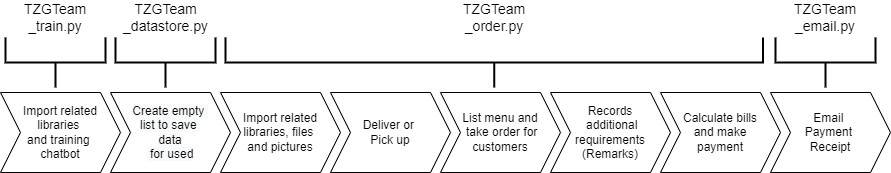 TZGTeam
_train.py
TZGTeam
_datastore.py
TZGTeam
_order.py
TZGTeam
_email.py
Import related
libraries
and training
chatbot
Create empty
list to save
data
for used
Import related
libraries, files
and pictures
Deliver or
Pick up
List menu and
take order for
customers
Records
additional
requirements
(Remarks)
Calculate bills
and make
payment
Email
Payment
Receipt